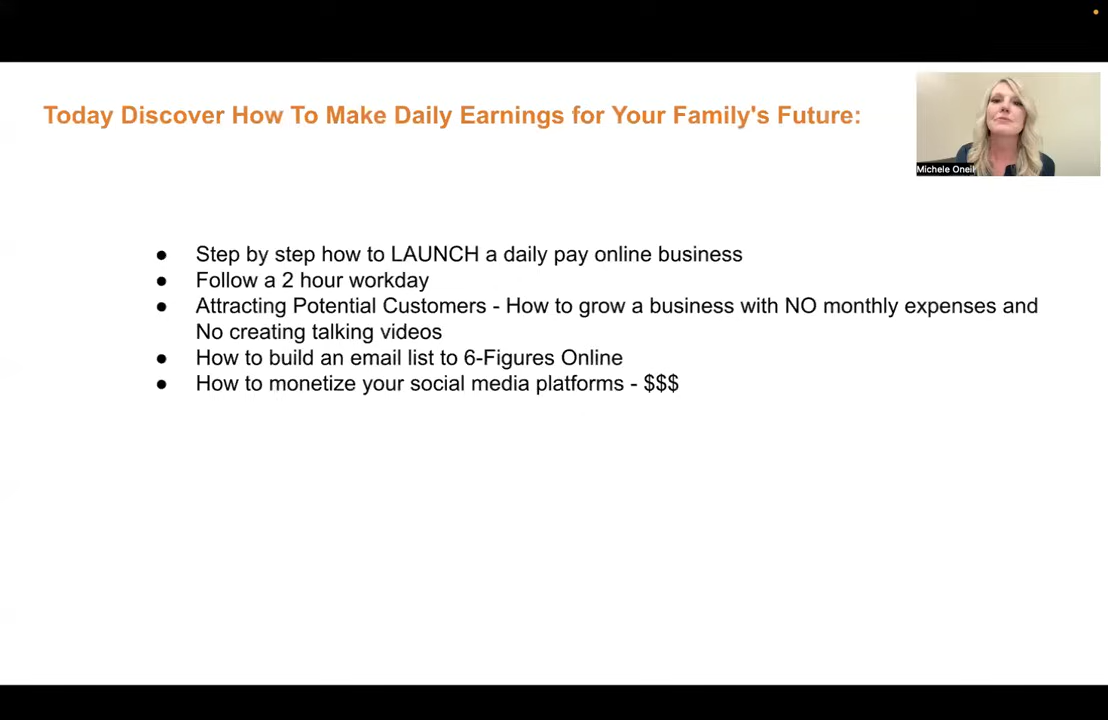 Today Discover How To Make Daily Earnings for Your Family's Future:
Michele Oneil
● Step by step how to LAUNCH a daily pay online business
● Follow a 2 hour workday
● Attracting Potential Customers - How to grow a business with NO monthly expenses and
No creating talking videos
● How to build an email list to 6-Figures Online
● How to monetize your social media platforms - $$$